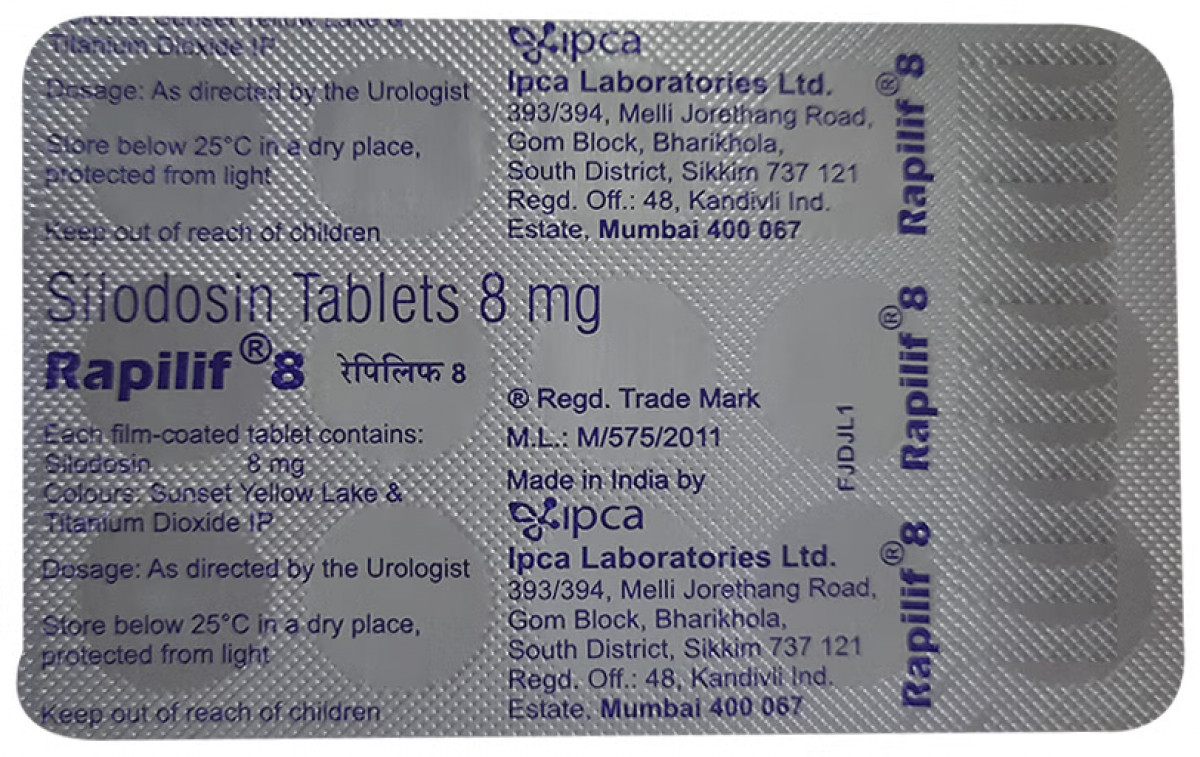 Colours: Sunset Yellow Lake &
Titanium Dioxide IP
Dosage: As directed by the Urologist
Store below 25°C in a dry place,
protected from light
Keep out of reach of children
ipca
Ipca Laboratories Ltd.
393/394, Melli Jorethang Road,
Gom Block, Bharikhola,
South District, Sikkim 737 121
Regd. Off.: 48, Kandivli Ind.
Estate, Mumbai 400 067
Silodosin Tablets 8 mg
Rapilif® 8 रेपिलिफ 8
Each film-coated tablet contains:
Silodosin 8 mg
Colours: Sunset Yellow Lake &
Titanium Dioxide IP
Dosage: As directed by the Urologist
Store below 25°C in a dry place,
protected from light
Keep out of reach of children
® Regd. Trade Mark
M.L.: M/575/2011
Made in India by
ipca
Ipca Laboratories Ltd.
393/394, Melli Jorethang Road,
Gom Block, Bharikhola,
South District, Sikkim 737 121
Regd. Off.: 48, Kandivli Ind.
Estate, Mumbai 400 067
FJDJL1
Rapilif® 8
Rapilif® 8
Rapilif® 8